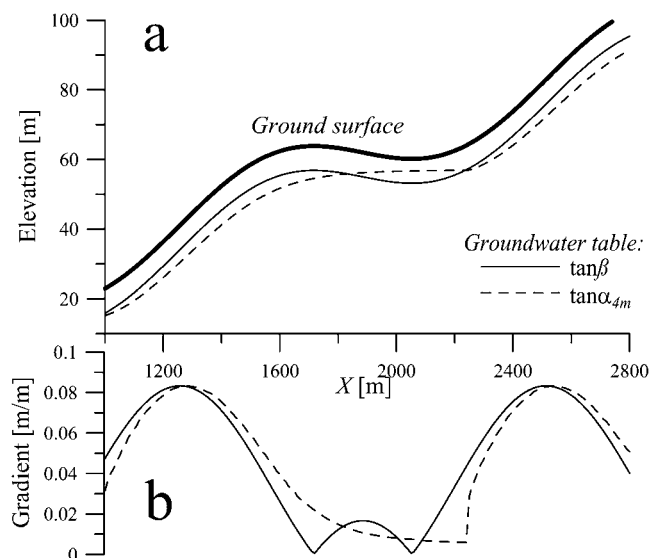 a
100
80
60
40
20
Elevation [m]
Ground surface
Groundwater table:
tanβ
tanα4m
0.1
0.08
0.06
0.04
0.02
0
Gradient [m/m]
1200
1600
2000
2400
2800
X [m]
b